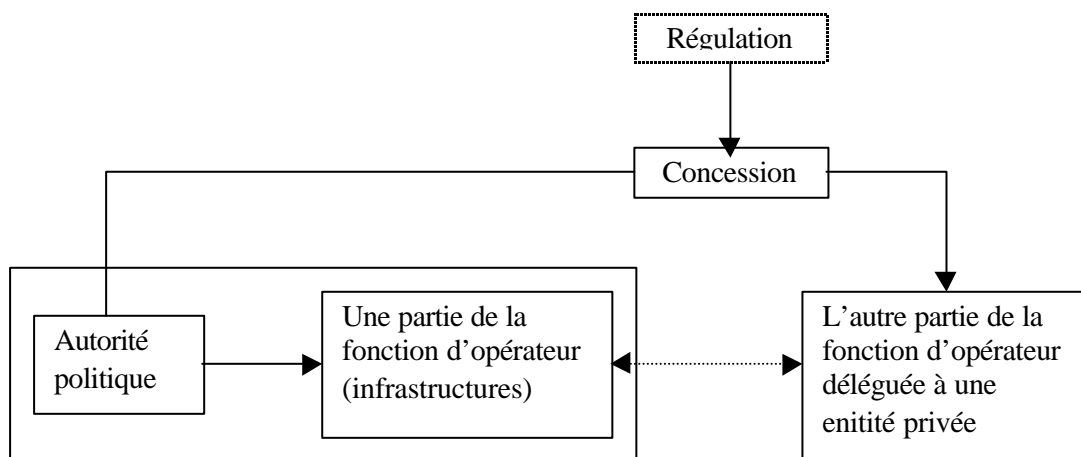 Régulation
Concession
Autorité
politique
Une partie de la
fonction d’opérateur
(infrastructures)
L’autre partie de la
fonction d’opérateur
déléguée à une
enitité privée